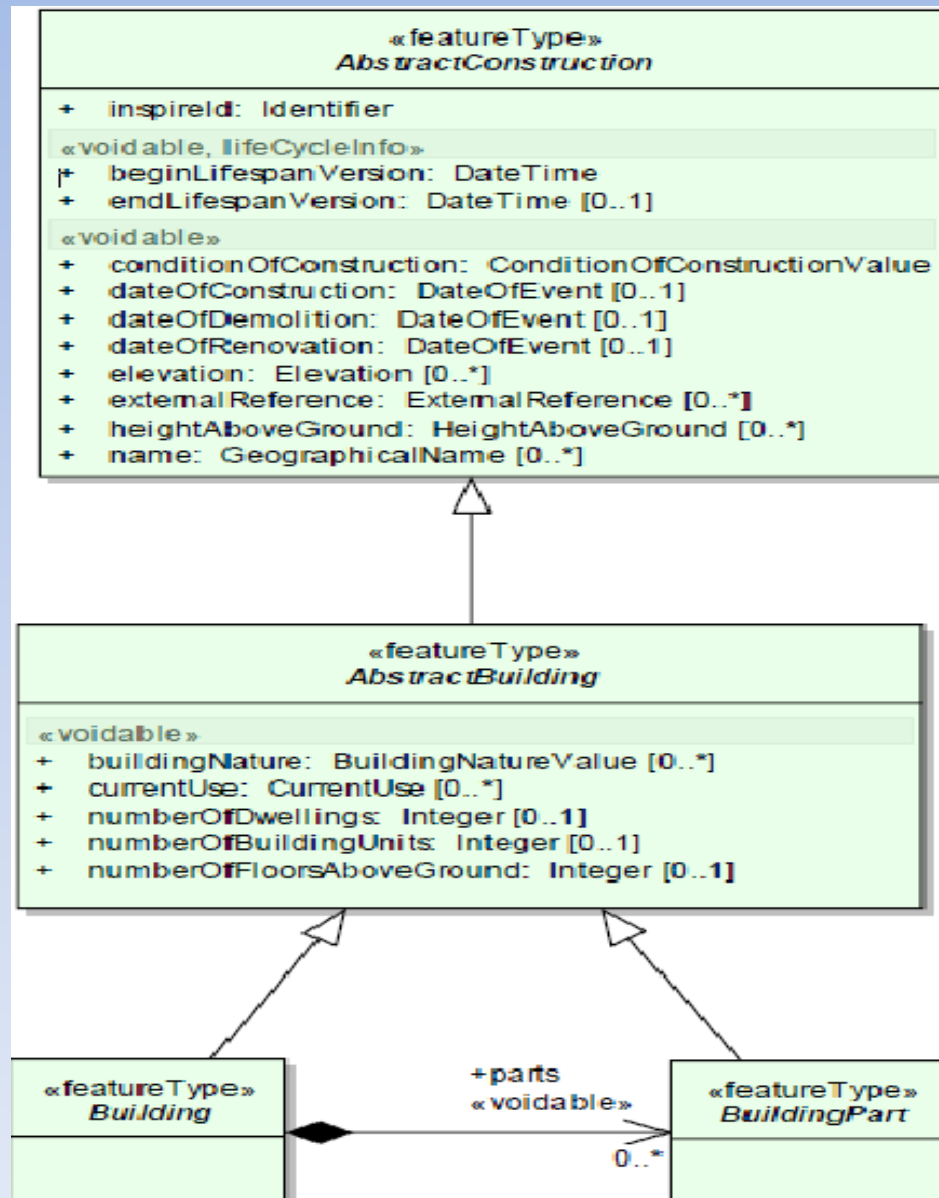 «featureType»
AbstractConstruction
+ inspireId: Identifier
«voidable, lifeCycleInfo»
+ beginLifespanVersion: DateTime
+ endLifespanVersion: DateTime [0..1]
«voidable»
+ conditionOfConstruction: ConditionOfConstructionValue
+ dateOfConstruction: DateOfEvent [0..1]
+ dateOfDemolition: DateOfEvent [0..1]
+ dateOfRenovation: DateOfEvent [0..1]
+ elevation: Elevation [0..*]
+ externalReference: ExternalReference [0..*]
+ heightAboveGround: HeightAboveGround [0..*]
+ name: GeographicalName [0..*]
«featureType»
AbstractBuilding
«voidable»
+ buildingNature: BuildingNatureValue [0..*]
+ currentUse: CurrentUse [0..*]
+ numberOfDwellings: Integer [0..1]
+ numberOfBuildingUnits: Integer [0..1]
+ numberOfFloorsAboveGround: Integer [0..1]
«featureType»
Building
+parts
«voidable»
0..*
«featureType»
BuildingPart